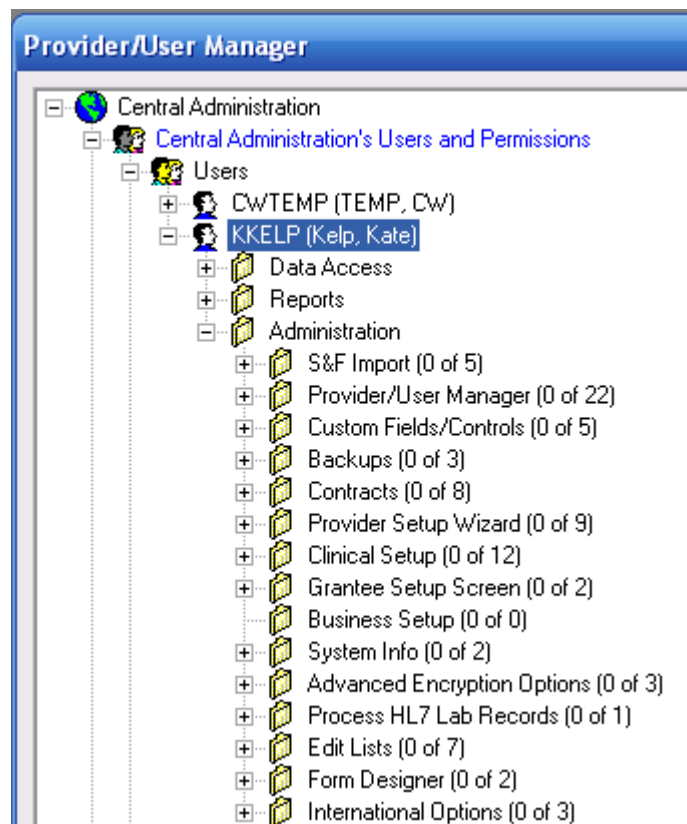 Provider/User Manager
Central Administration
Central Administration's Users and Permissions
Users
CWTEMP (TEMP, CW)
KKELP (Kelp, Kate)
Data Access
Reports
Administration
S&F Import (0 of 5)
Provider/User Manager (0 of 22)
Custom Fields/Controls (0 of 5)
Backups (0 of 3)
Contracts (0 of 8)
Provider Setup Wizard (0 of 9)
Clinical Setup (0 of 12)
Grantee Setup Screen (0 of 2)
Business Setup (0 of 0)
System Info (0 of 2)
Advanced Encryption Options (0 of 3)
Process HL7 Lab Records (0 of 1)
Edit Lists (0 of 7)
Form Designer (0 of 2)
International Options (0 of 3)